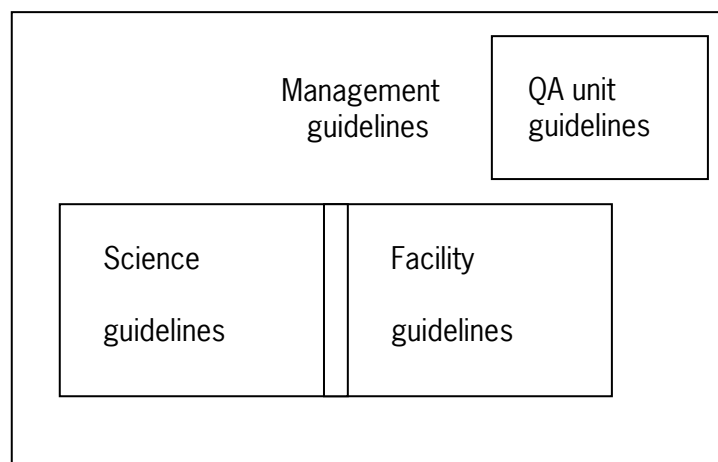 Management
guidelines
QA unit
guidelines
Science
guidelines
Facility
guidelines